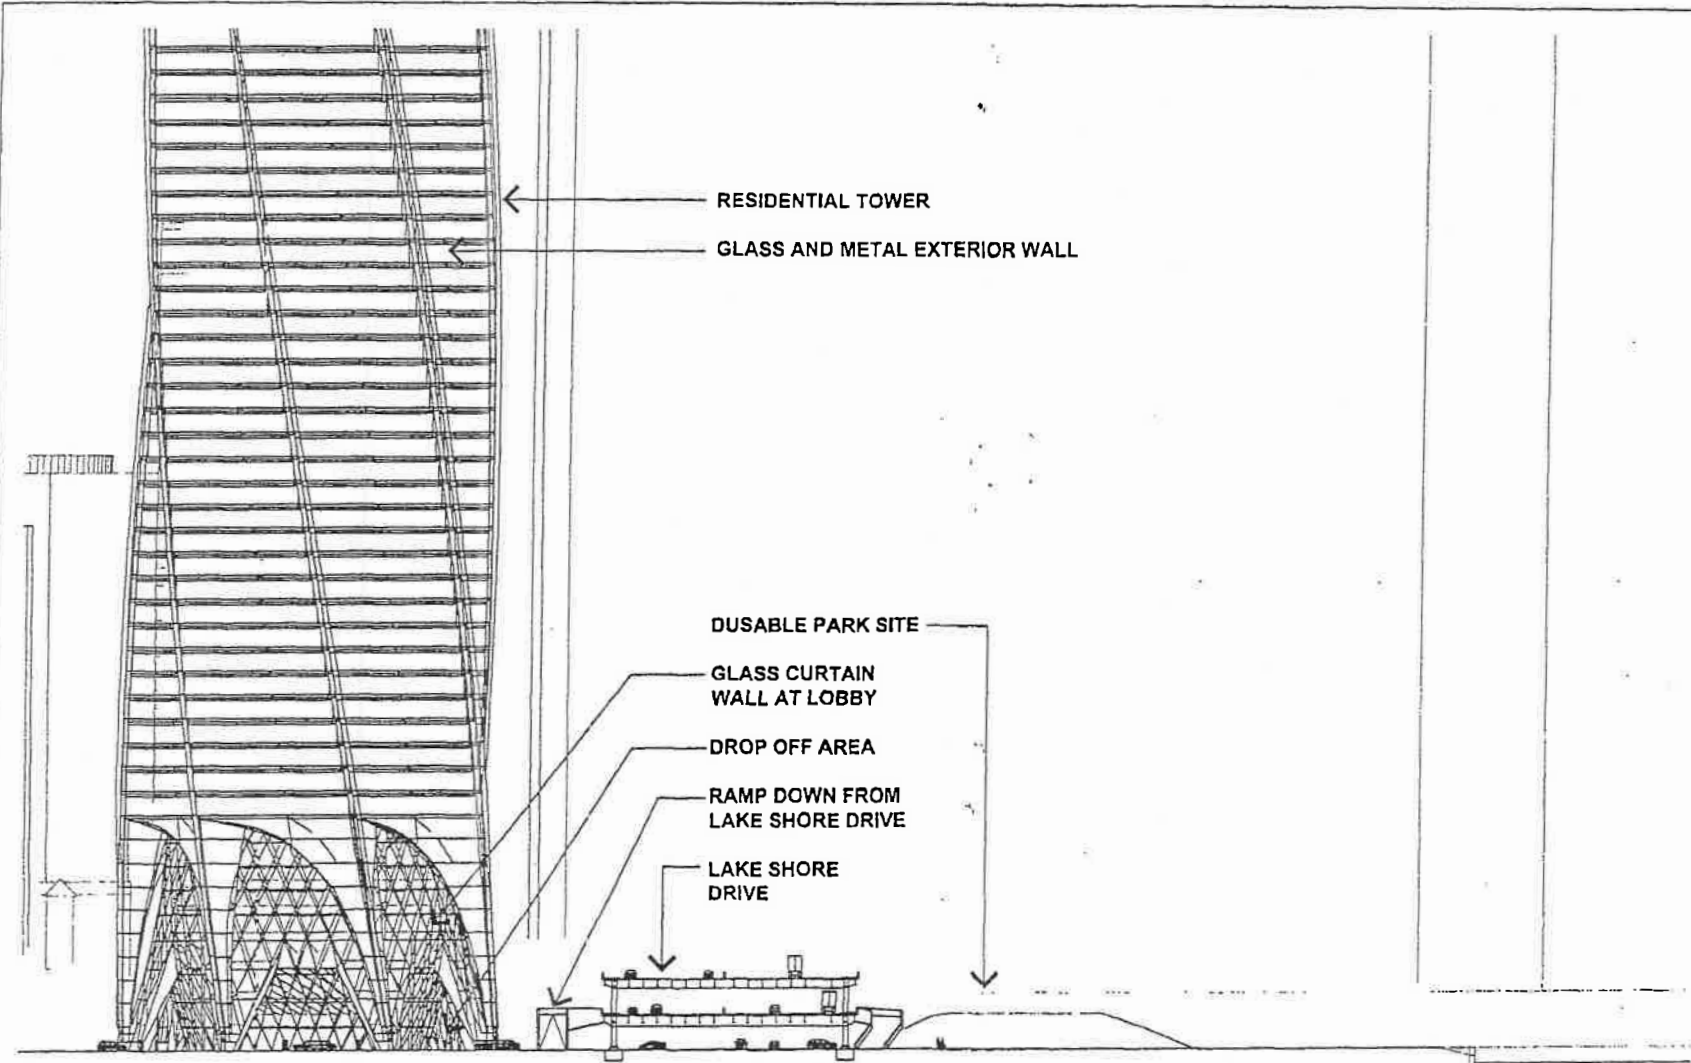 RESIDENTIAL TOWER
GLASS AND METAL EXTERIOR WALL
DUSABLE PARK SITE
GLASS CURTAIN
WALL AT LOBBY
DROP OFF AREA
RAMP DOWN FROM
LAKE SHORE DRIVE
LAKE SHORE
DRIVE